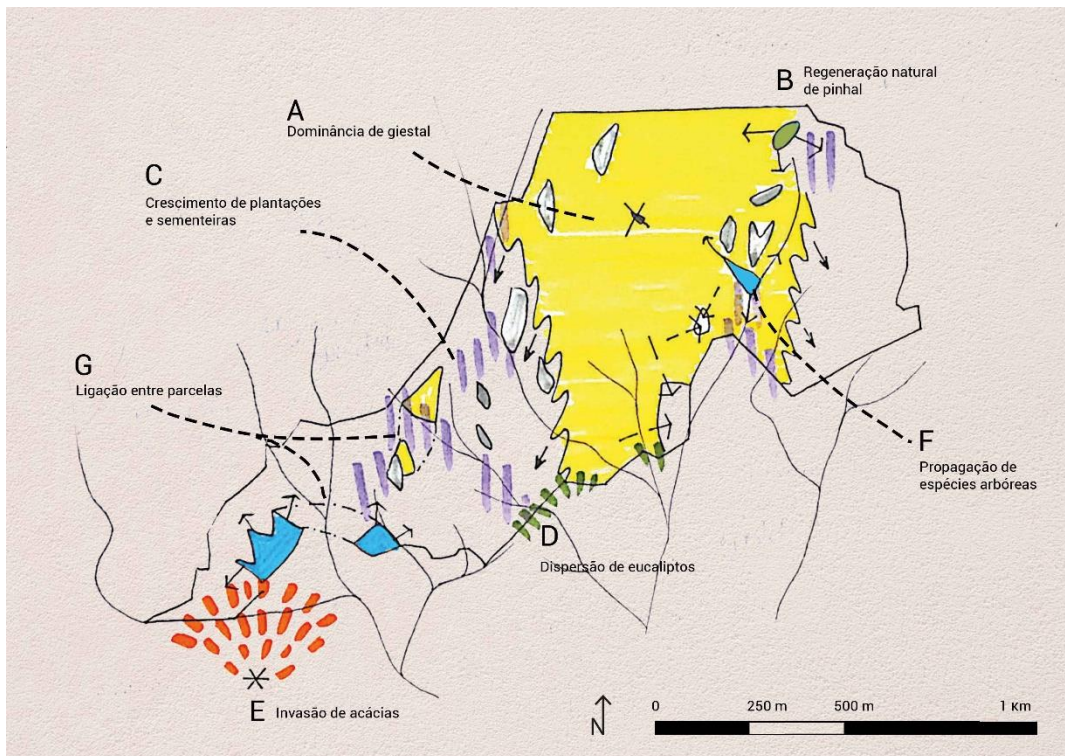 B
Regeneração natural
de pinhal
A
Dominância de giestal
C
Crescimento de plantações
e sementeiras
G
Ligação entre parcelas
F
Propagação de
espécies arbóreas
D
Dispersão de eucaliptos
E
Invasão de acácias
N
0
250 m
500 m
1 Km